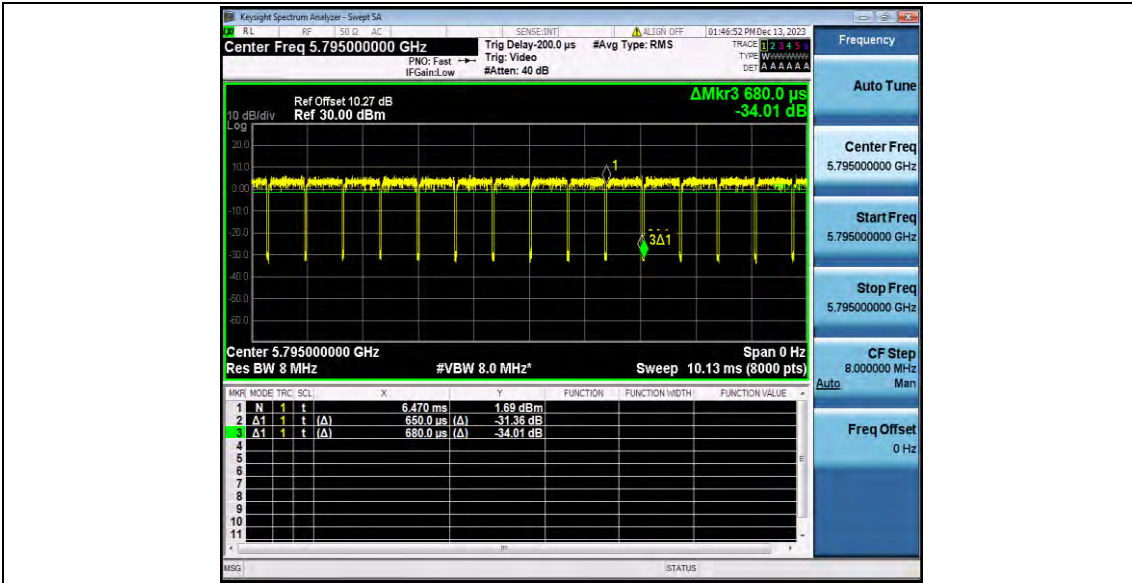 Keysight Spectrum Analyzer - Swept SA
RL RF 50 Ω AC SENSE:INT ALIGN OFF 01:46:52 PM Dec 13, 2023
Center Freq 5.795000000 GHz
Trig Delay-200.0 µs #Avg Type: RMS
TRACE 1 2 3 4 5 6
PNO: Fast Trig: Video
IFGain:Low #Atten: 40 dB
DET A A A A A A
Frequency
Auto Tune
Center Freq
5.795000000 GHz
Start Freq
5.795000000 GHz
Stop Freq
5.795000000 GHz
CF Step
8.000000 MHz
Auto Man
Freq Offset
0 Hz
ΔMkr3 680.0 µs
-34.01 dB
Ref Offset 10.27 dB
10 dB/div Ref 30.00 dBm
Log
20.0
10.0
0.00
-10.0
-20.0
-30.0
-40.0
-50.0
-60.0
1
3Δ1
Center 5.795000000 GHz Span 0 Hz
Res BW 8 MHz #VBW 8.0 MHz* Sweep 10.13 ms (8000 pts)
MKR MODE TRC SCL X Y FUNCTION FUNCTION WIDTH FUNCTION VALUE
1 N 1 t 6.470 ms 1.69 dBm
2 Δ1 1 t (Δ) 650.0 µs (Δ) -31.36 dB
3 Δ1 1 t (Δ) 680.0 µs (Δ) -34.01 dB
4
5
6
7
8
9
10
11
MSG STATUS